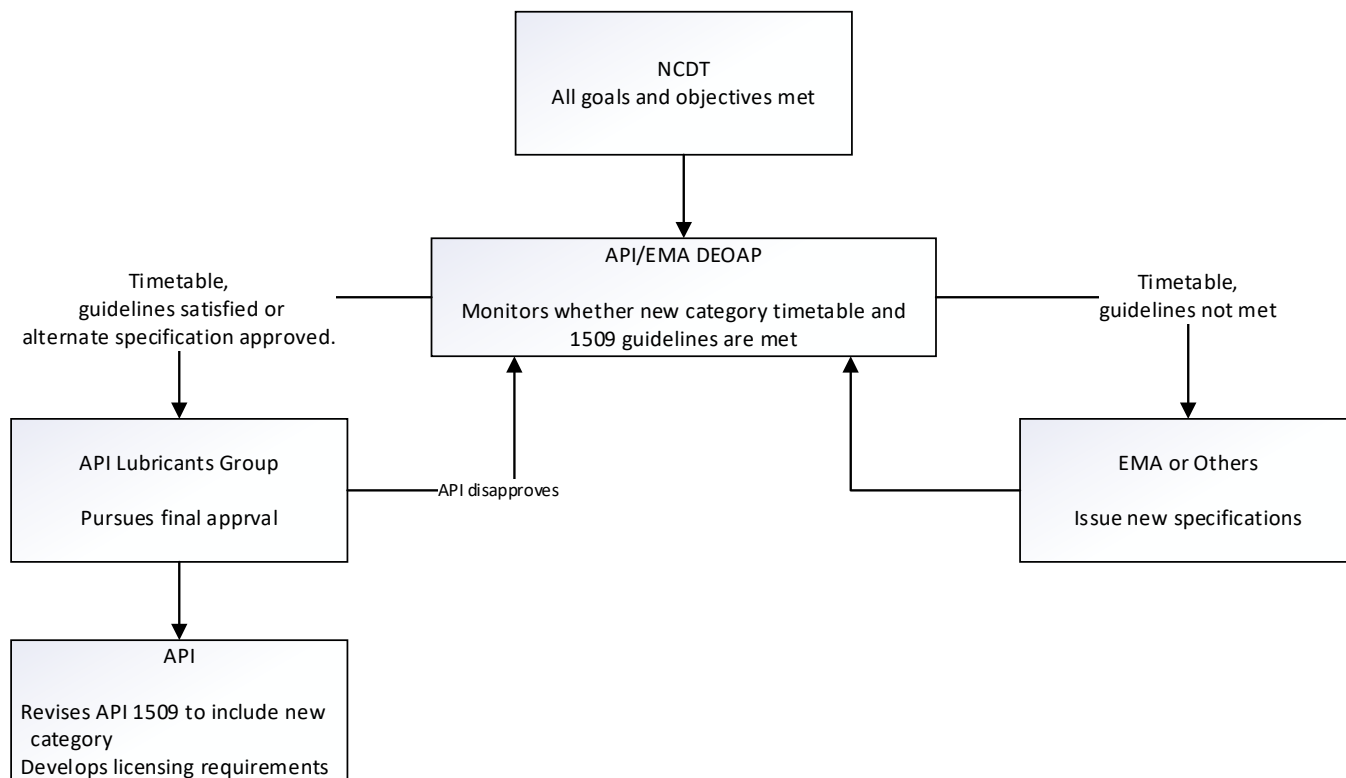 NCDT
All goals and objectives met
API/EMA DEOAP
Monitors whether new category timetable and
1509 guidelines are met
Timetable,
guidelines satisfied or
alternate specification approved.
Timetable,
guidelines not met
API Lubricants Group
Pursues final apprval
API disapproves
EMA or Others
Issue new specifications
API
Revises API 1509 to include new
category
Develops licensing requirements